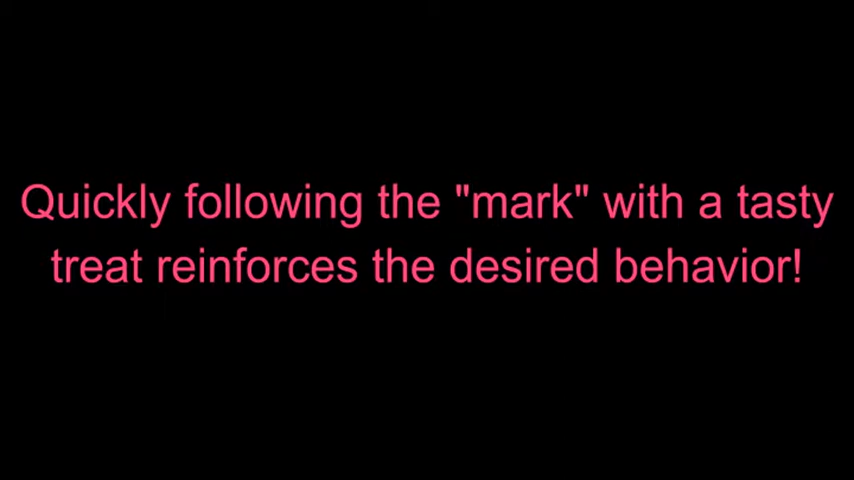 Quickly following the "mark" with a tasty
treat reinforces the desired behavior!